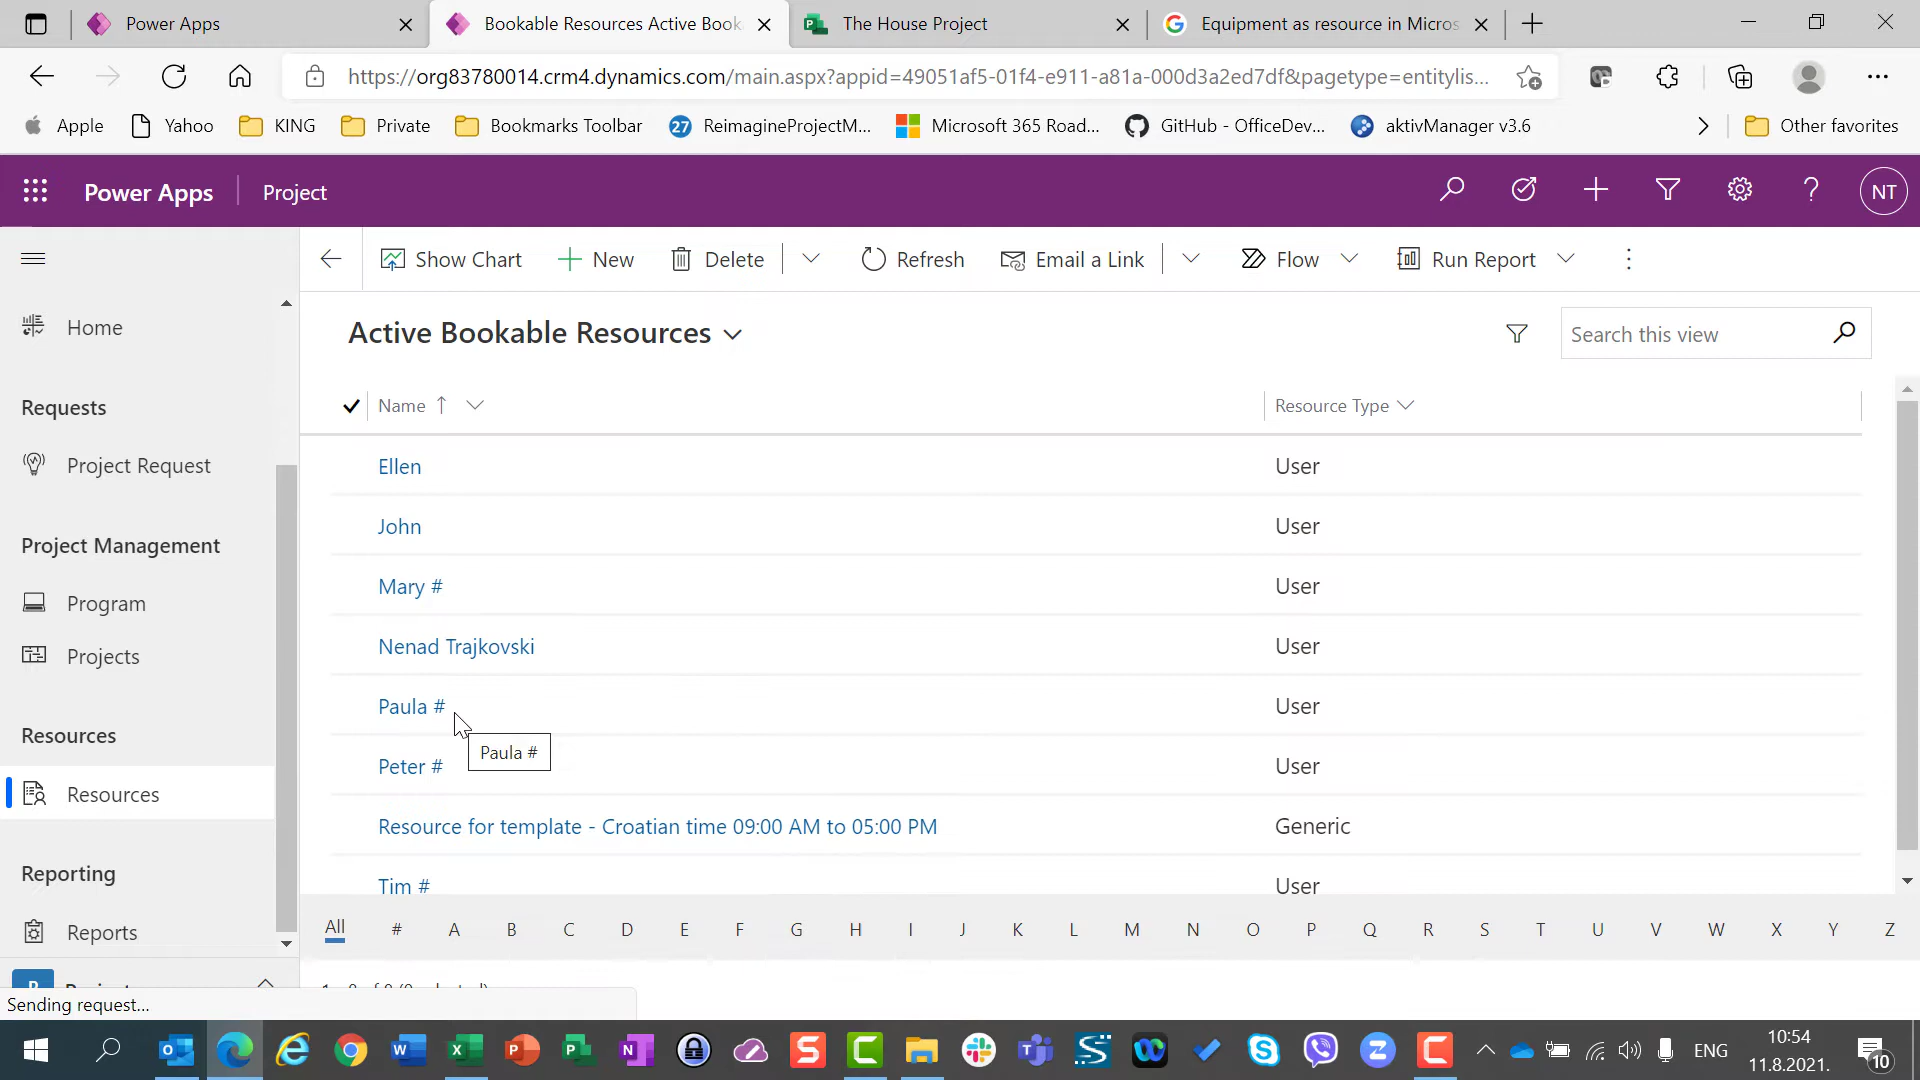 Power Apps
Bookable Resources Active Book
The House Project
Equipment as resource in Micros
https://org83780014.crm4.dynamics.com/main.aspx?appid=49051af5-01f4-e911-a81a-000d3a2ed7df&pagetype=entitylis...
Apple
Yahoo
KING
Private
Bookmarks Toolbar
27
ReimagineProjectM...
Microsoft 365 Road...
GitHub - OfficeDev...
aktivManager v3.6
Other favorites
Power Apps
Project
NT
Show Chart
New
Delete
Refresh
Email a Link
Flow
Run Report
Home
Requests
Project Request
Project Management
Program
Projects
Resources
Resources
Reporting
Reports
Active Bookable Resources
Search this view
Name
Resource Type
Ellen User
John User
Mary # User
Nenad Trajkovski User
Paula # User
Paula #
Peter # User
Resource for template - Croatian time 09:00 AM to 05:00 PM Generic
Tim # User
All # A B C D E F G H I J K L M N O P Q R S T U V W X Y Z
Sending request...
ENG
10:54
11.8.2021.
10